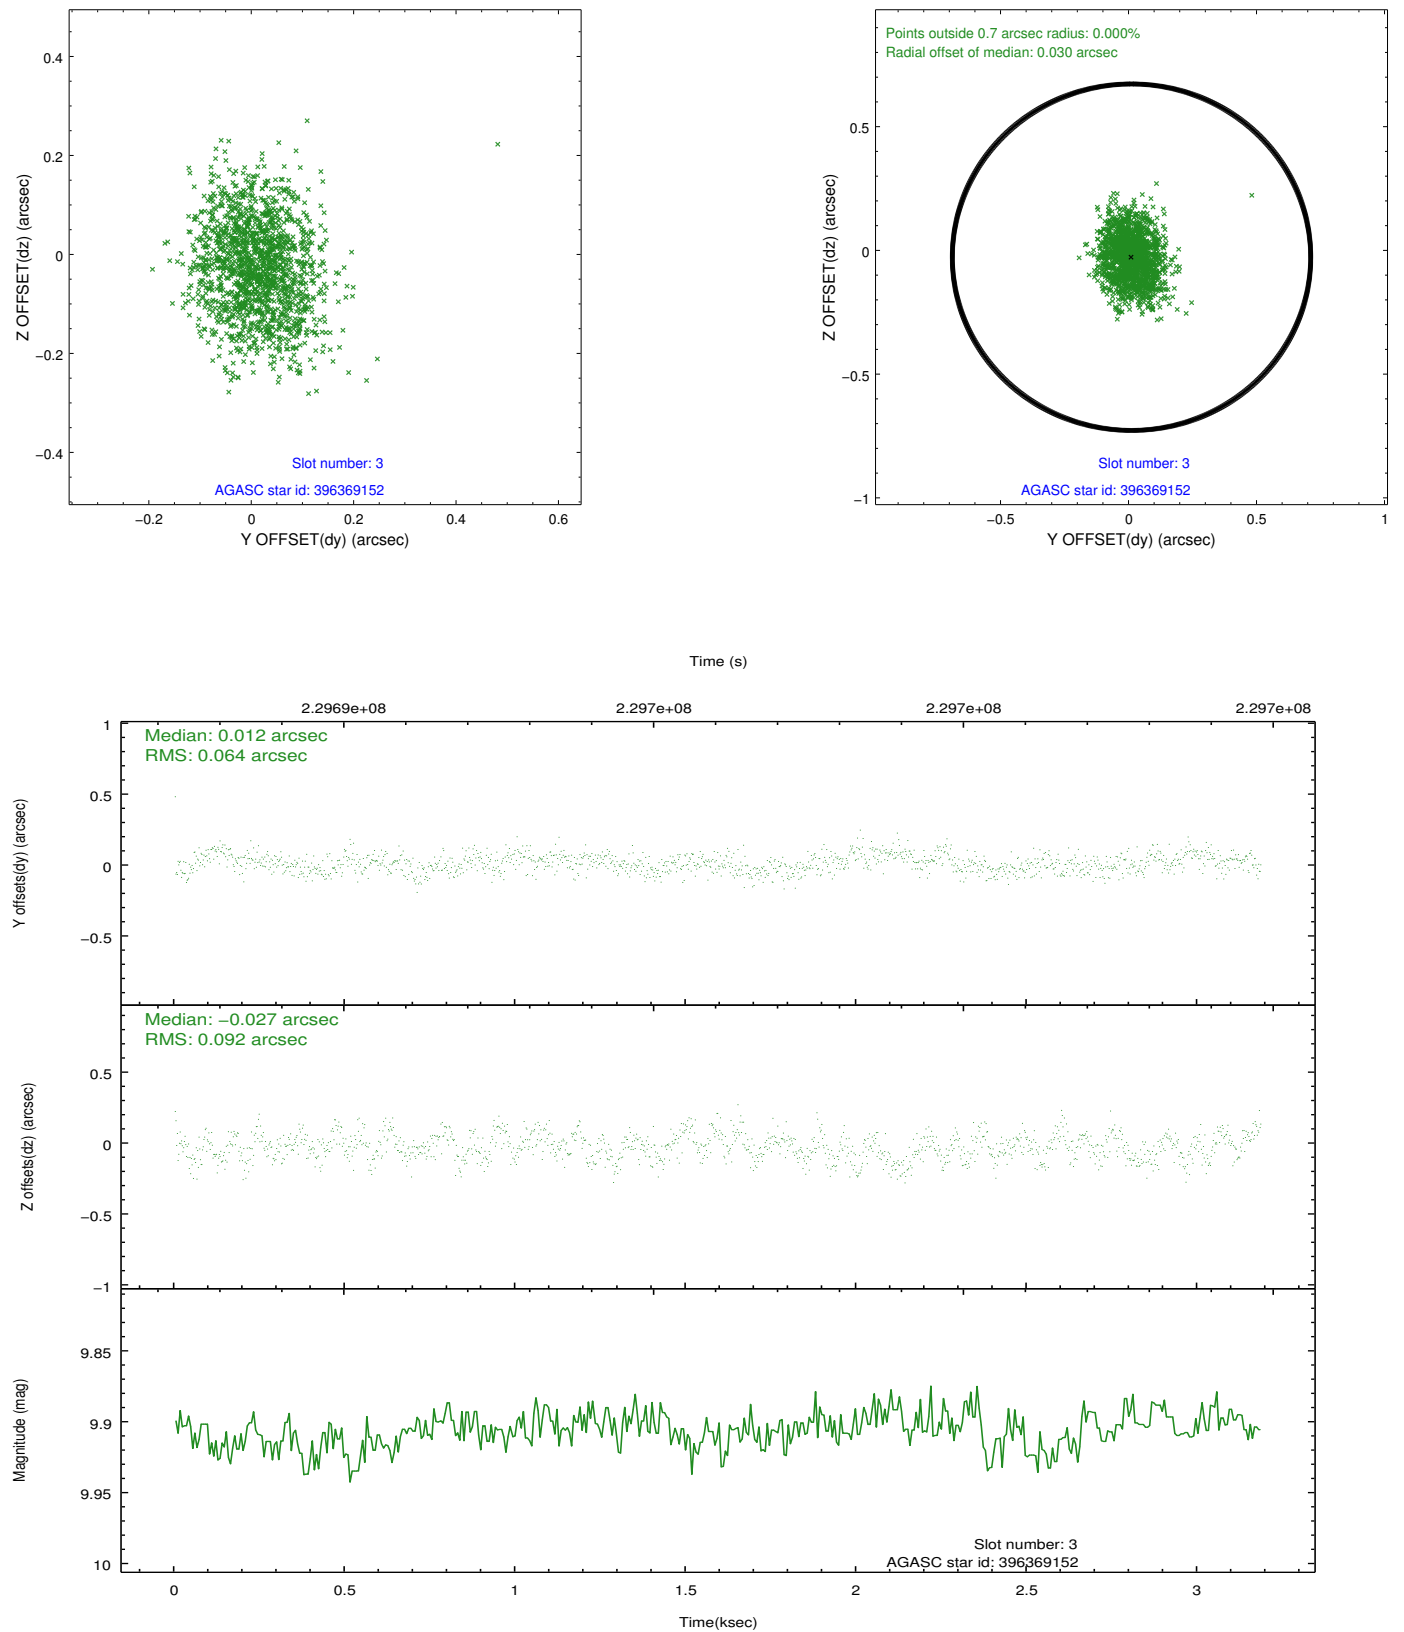 0.4
0.2
0
−0.2
−0.4
Z OFFSET(dz) (arcsec)
Slot number: 3
AGASC star id: 396369152
−0.2
0
0.2
0.4
0.6
Y OFFSET(dy) (arcsec)
Points outside 0.7 arcsec radius: 0.000%
Radial offset of median: 0.030 arcsec
0.5
0
−0.5
−1
Z OFFSET(dz) (arcsec)
Slot number: 3
AGASC star id: 396369152
−0.5
0
0.5
1
Y OFFSET(dy) (arcsec)
Time (s)
2.2969e+08
2.297e+08
2.297e+08
2.297e+08
Median: 0.012 arcsec
RMS: 0.064 arcsec
1
0.5
0
−0.5
Y offsets(dy) (arcsec)
Median: −0.027 arcsec
RMS: 0.092 arcsec
0.5
0
−0.5
−1
Z offsets(dz) (arcsec)
9.85
9.9
9.95
10
Magnitude (mag)
Slot number: 3
AGASC star id: 396369152
0
0.5
1
1.5
2
2.5
3
Time(ksec)